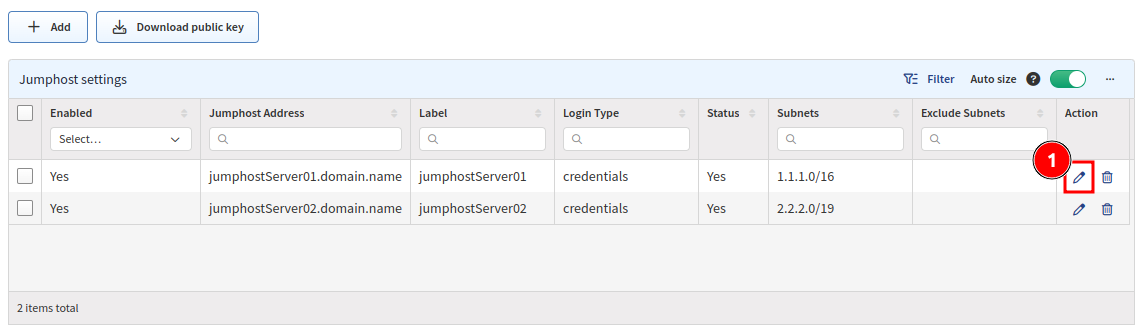 Add Download public key
Jumphost settings Filter Auto size ? ...
Enabled Jumphost Address Label Login Type Status Subnets Exclude Subnets Action
Select...
1
Yes jumphostServer01.domain.name jumphostServer01 credentials Yes 1.1.1.0/16
Yes jumphostServer02.domain.name jumphostServer02 credentials Yes 2.2.2.0/19
2 items total